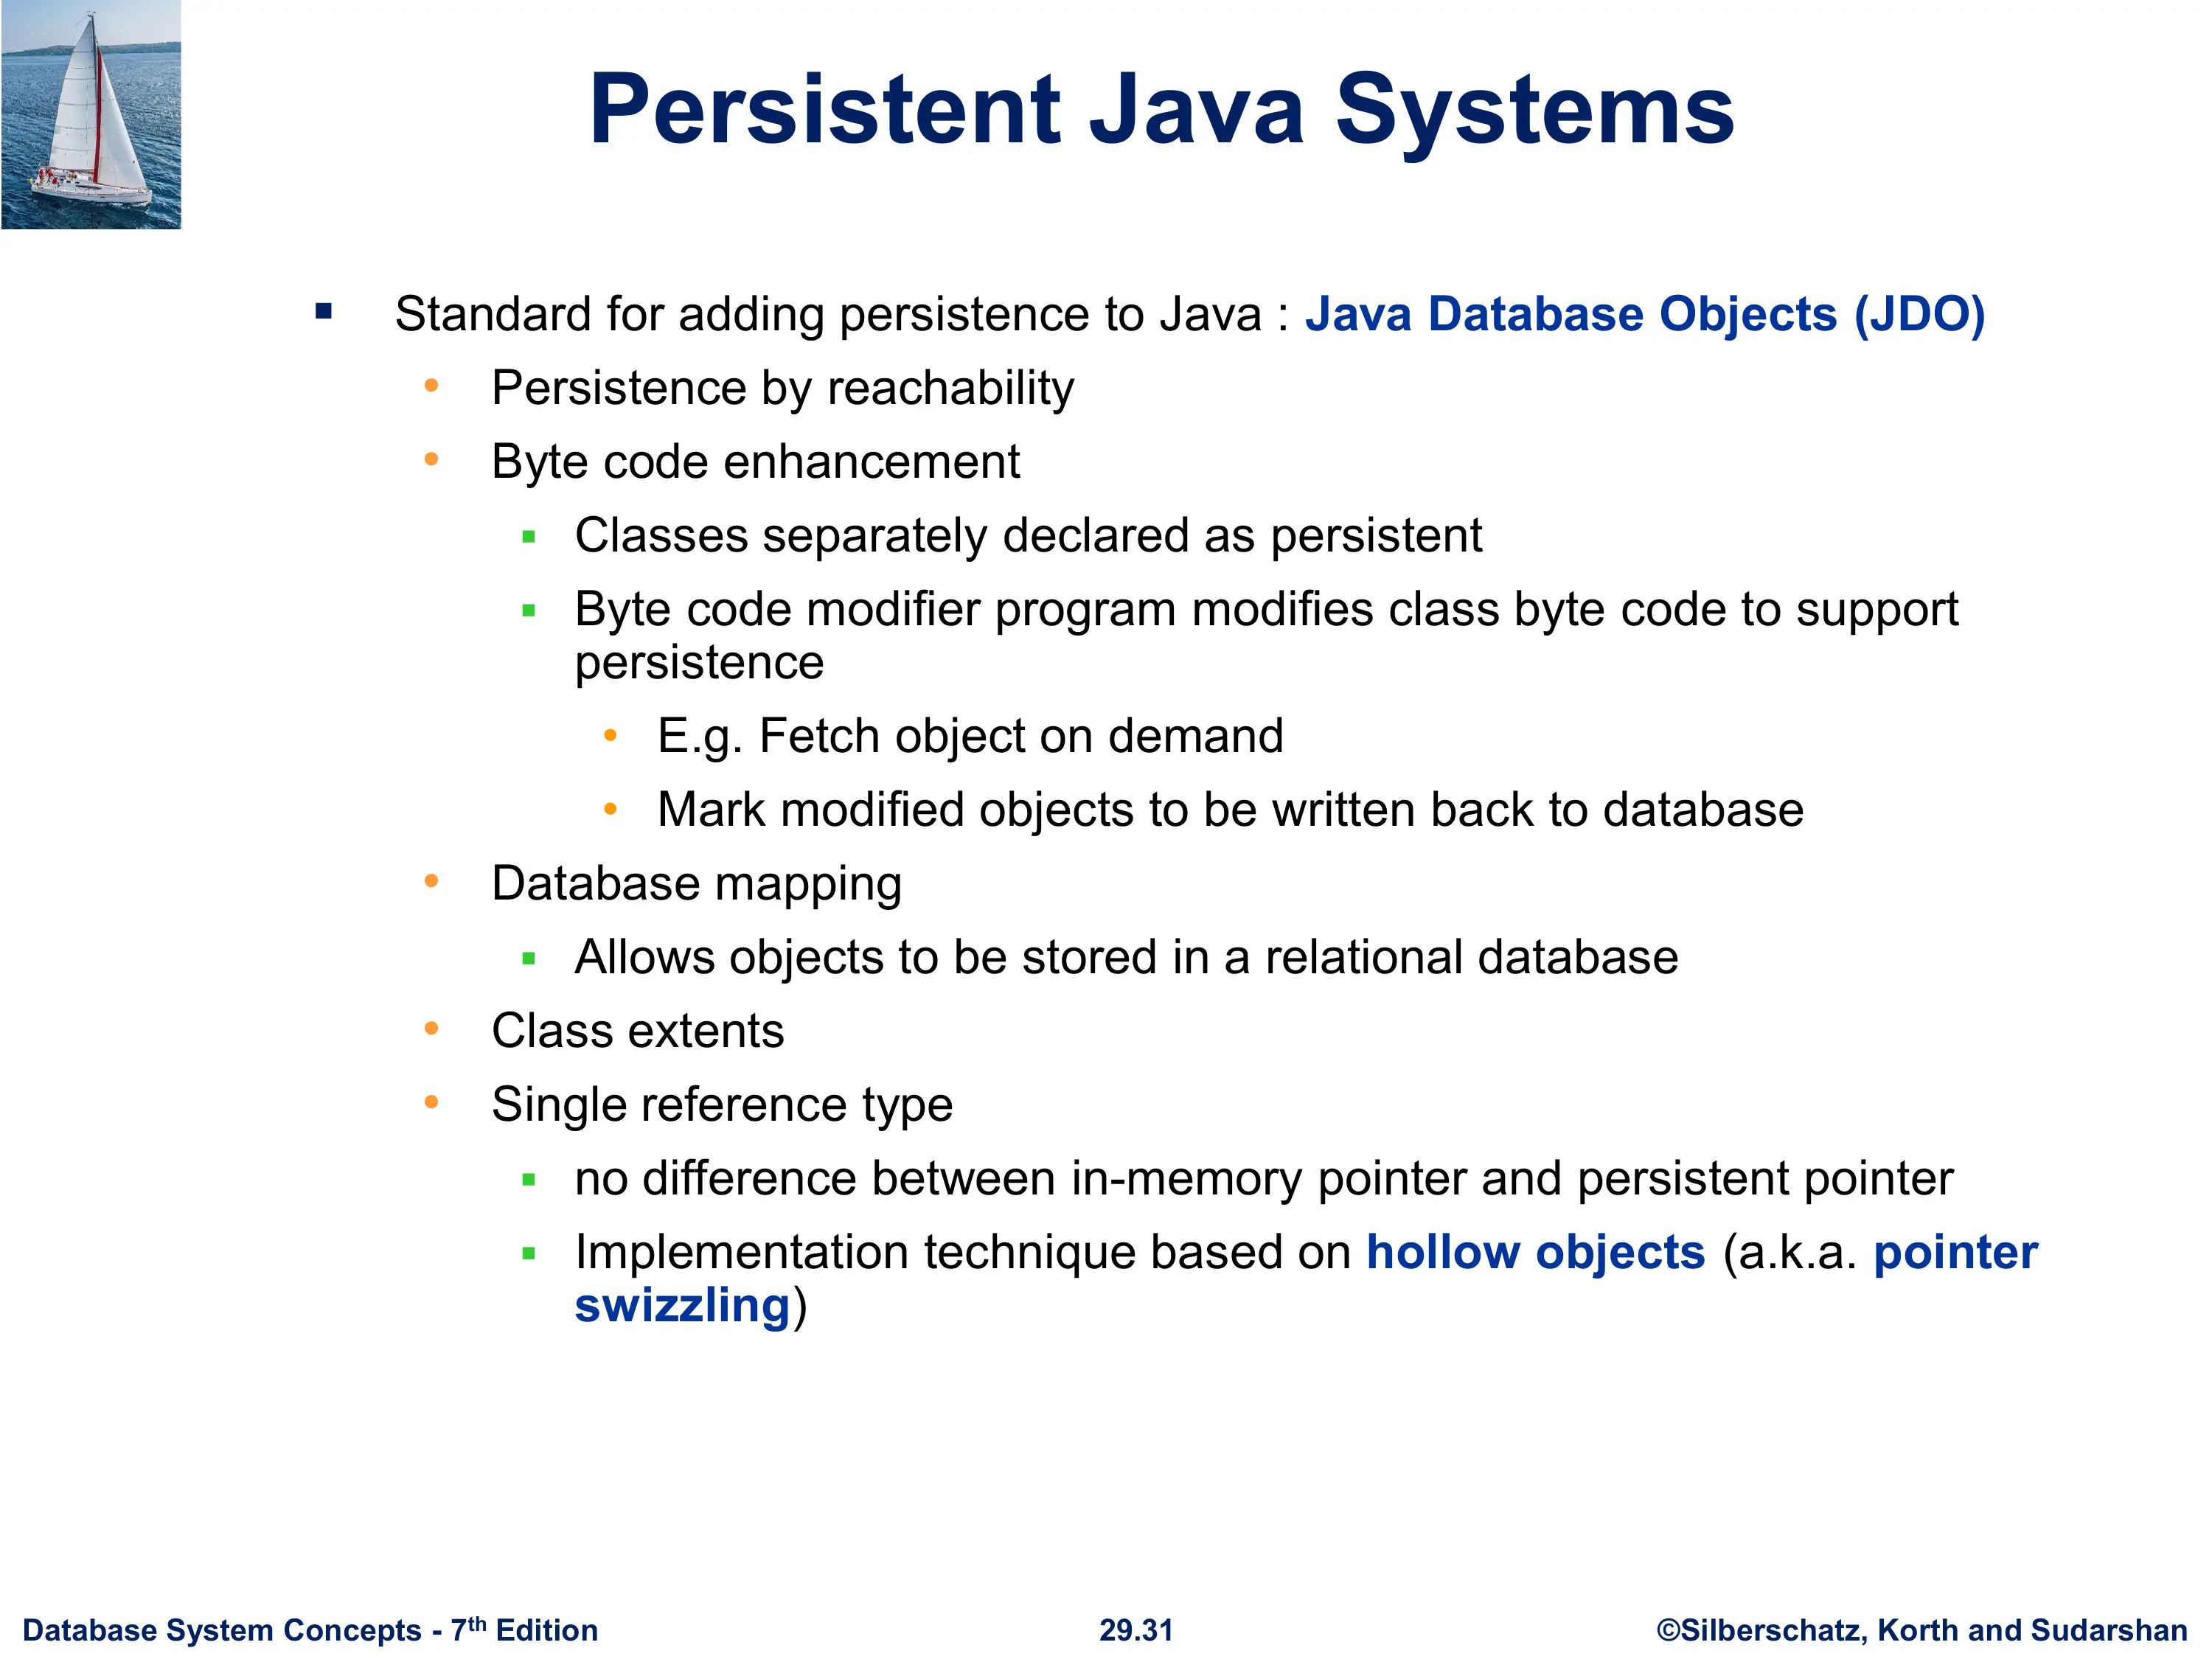 Persistent Java Systems
▪ Standard for adding persistence to Java : Java Database Objects (JDO)
• Persistence by reachability
• Byte code enhancement
▪ Classes separately declared as persistent
▪ Byte code modifier program modifies class byte code to support
persistence
• E.g. Fetch object on demand
• Mark modified objects to be written back to database
• Database mapping
▪ Allows objects to be stored in a relational database
• Class extents
• Single reference type
▪ no difference between in-memory pointer and persistent pointer
▪ Implementation technique based on hollow objects (a.k.a. pointer
swizzling)
Database System Concepts - 7th Edition 29.31 ©Silberschatz, Korth and Sudarshan